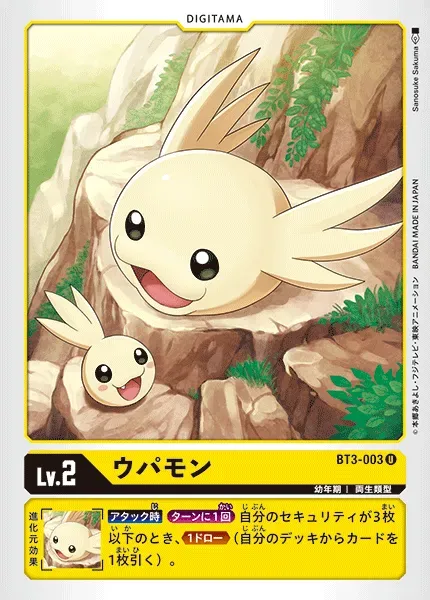 DIGITAMA
Sanosuke Sakuma
BANDAI MADE IN JAPAN
© 本郷あきよし・フジテレビ・東映アニメーション
BT3-003 U
Lv.2 ウパモン
幼年期 | 両生類型
進化元効果
アタック時 ターンに1回 自分のセキュリティが3枚
以下のとき、1ドロー（自分のデッキからカードを
1枚引く）。